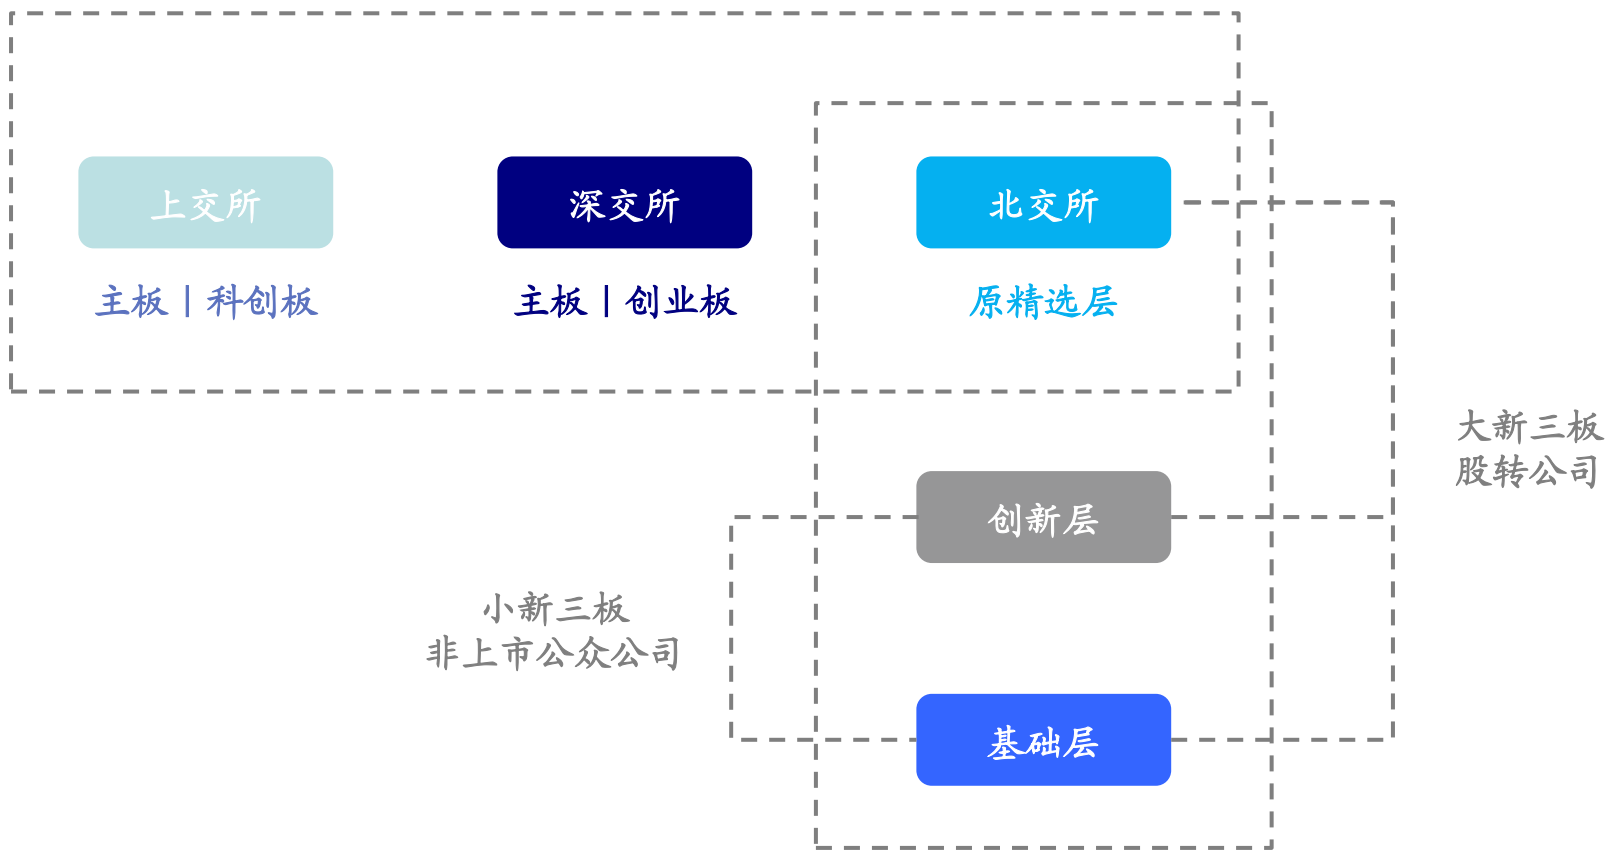 上交所
深交所
北交所
主板｜科创板
主板｜创业板
原精选层
大新三板
股转公司
创新层
小新三板
非上市公众公司
基础层